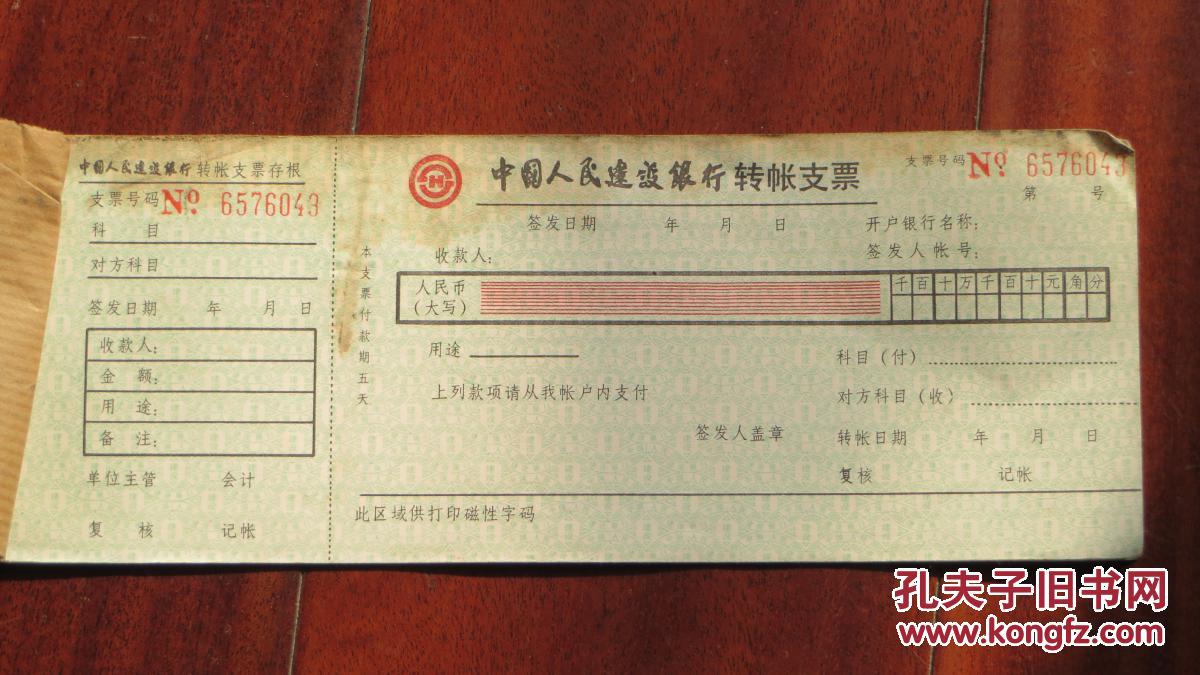 中國人民建設銀行转帐支票存根
支票号码 No 6576043
科 目
对方科目
签发日期 年 月 日
收款人:
金 额:
用 途:
备 注:
单位主管 会计
复 核 记帐
本支票付款期五天
中國人民建設銀行转帐支票
支票号码 No 6576043
第 号
签发日期 年 月 日 开户银行名称:
收款人: 签发人帐号:
人民币
(大写)
千百十万千百十元角分
用途 科目(付)
上列款项请从我帐户内支付 对方科目(收)
签发人盖章 转帐日期 年 月 日
复核 记帐
此区域供打印磁性字码
孔夫子旧书网
www.kongfz.com